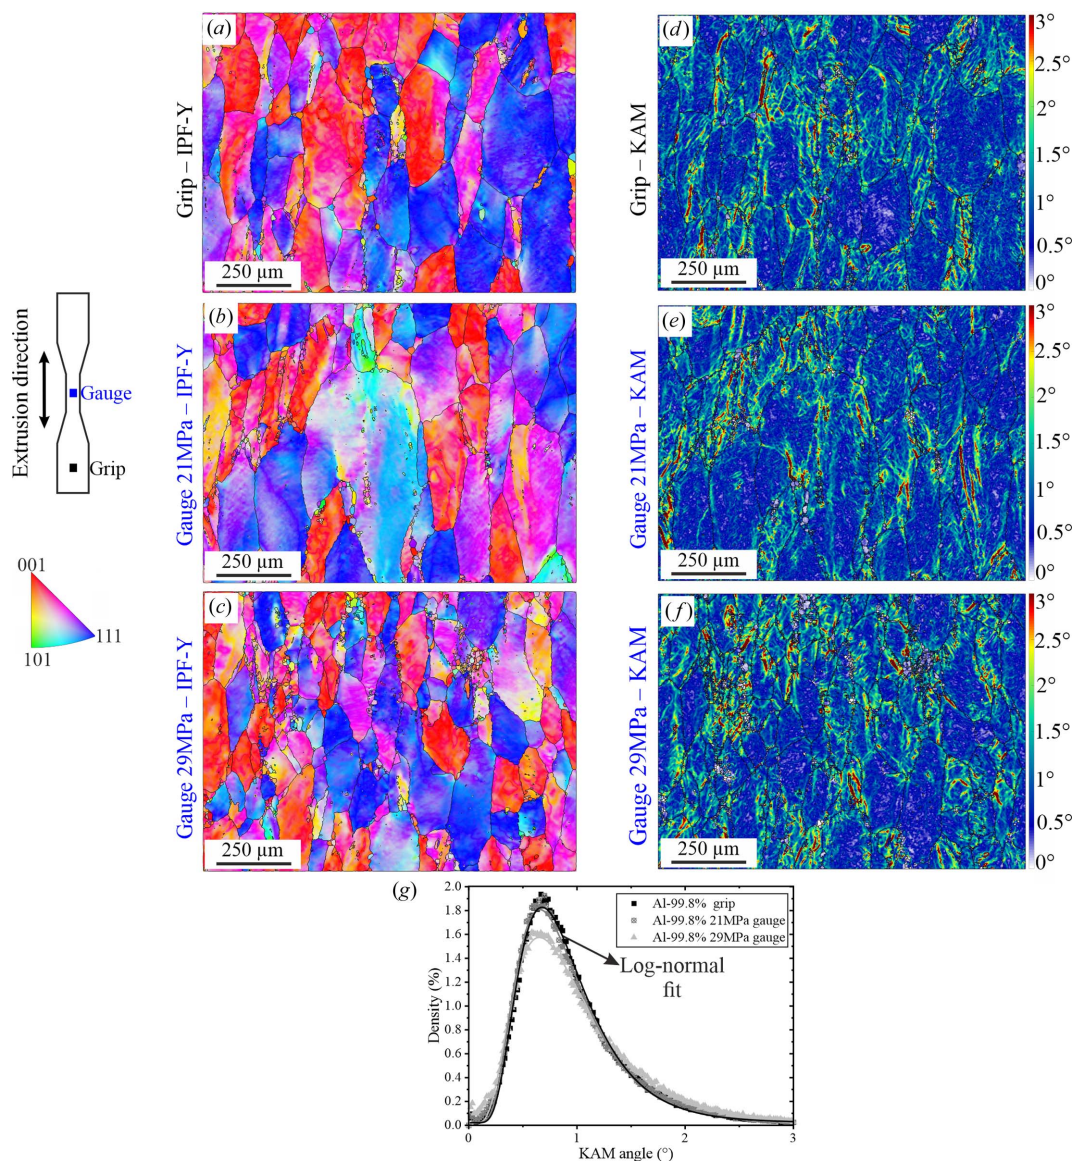 (a)
Grip – IPF-Y
250 μm
(d)
Grip – KAM
250 μm
3°
2.5°
2°
1.5°
1°
0.5°
0°
(b)
Gauge 21MPa – IPF-Y
250 μm
(e)
Gauge 21MPa – KAM
250 μm
3°
2.5°
2°
1.5°
1°
0.5°
0°
Extrusion direction
Gauge
Grip
001
111
101
(c)
Gauge 29MPa – IPF-Y
250 μm
(f)
Gauge 29MPa – KAM
250 μm
3°
2.5°
2°
1.5°
1°
0.5°
0°
(g)
Density (%)
2.0
1.8
1.6
1.4
1.2
1.0
0.8
0.6
0.4
0.2
0.0
Al-99.8% grip
Al-99.8% 21MPa gauge
Al-99.8% 29MPa gauge
Log-normal
fit
0
1
2
3
KAM angle (°)